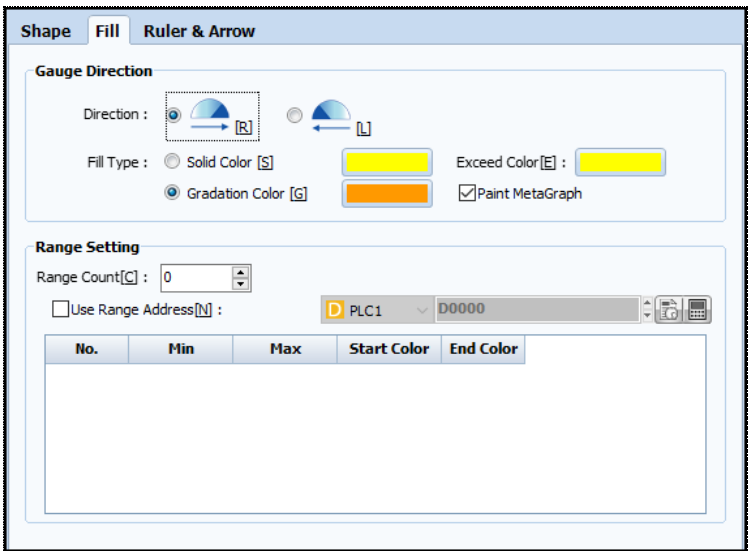 Shape Fill Ruler & Arrow
Gauge Direction
Direction : [R] [L]
Fill Type : Solid Color [S] Exceed Color[E] :
Gradation Color [G] Paint MetaGraph
Range Setting
Range Count[C] : 0
Use Range Address[N] : D PLC1 D0000
No. Min Max Start Color End Color